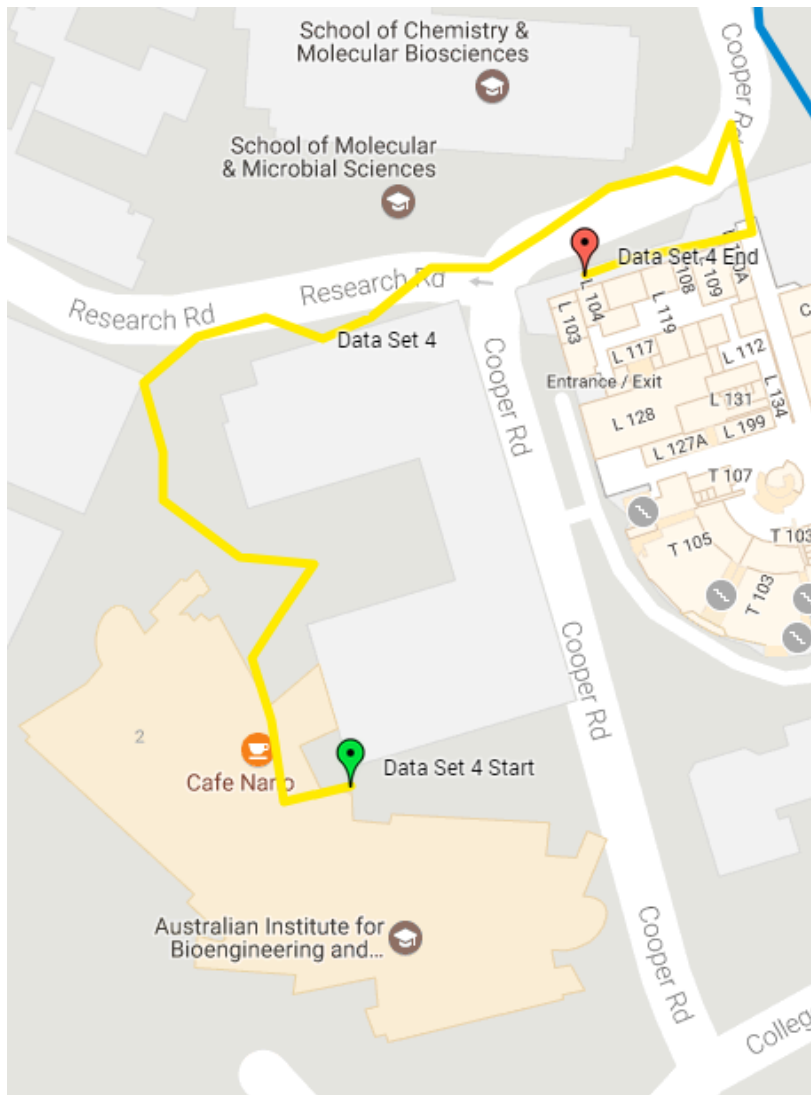 School of Chemistry &
Molecular Biosciences
Cooper Rd
School of Molecular
& Microbial Sciences
Data Set 4 End
Research Rd
Research Rd
Data Set 4
L 104
L 103
108
109
L 119
L 117
L 112
Entrance / Exit
L 131
L 134
L 128
L 199
L 127A
Cooper Rd
T 107
T 105
T 103
T 103
Cooper Rd
2
Cafe Nano
Data Set 4 Start
Australian Institute for
Bioengineering and...
Cooper Rd
Colleg